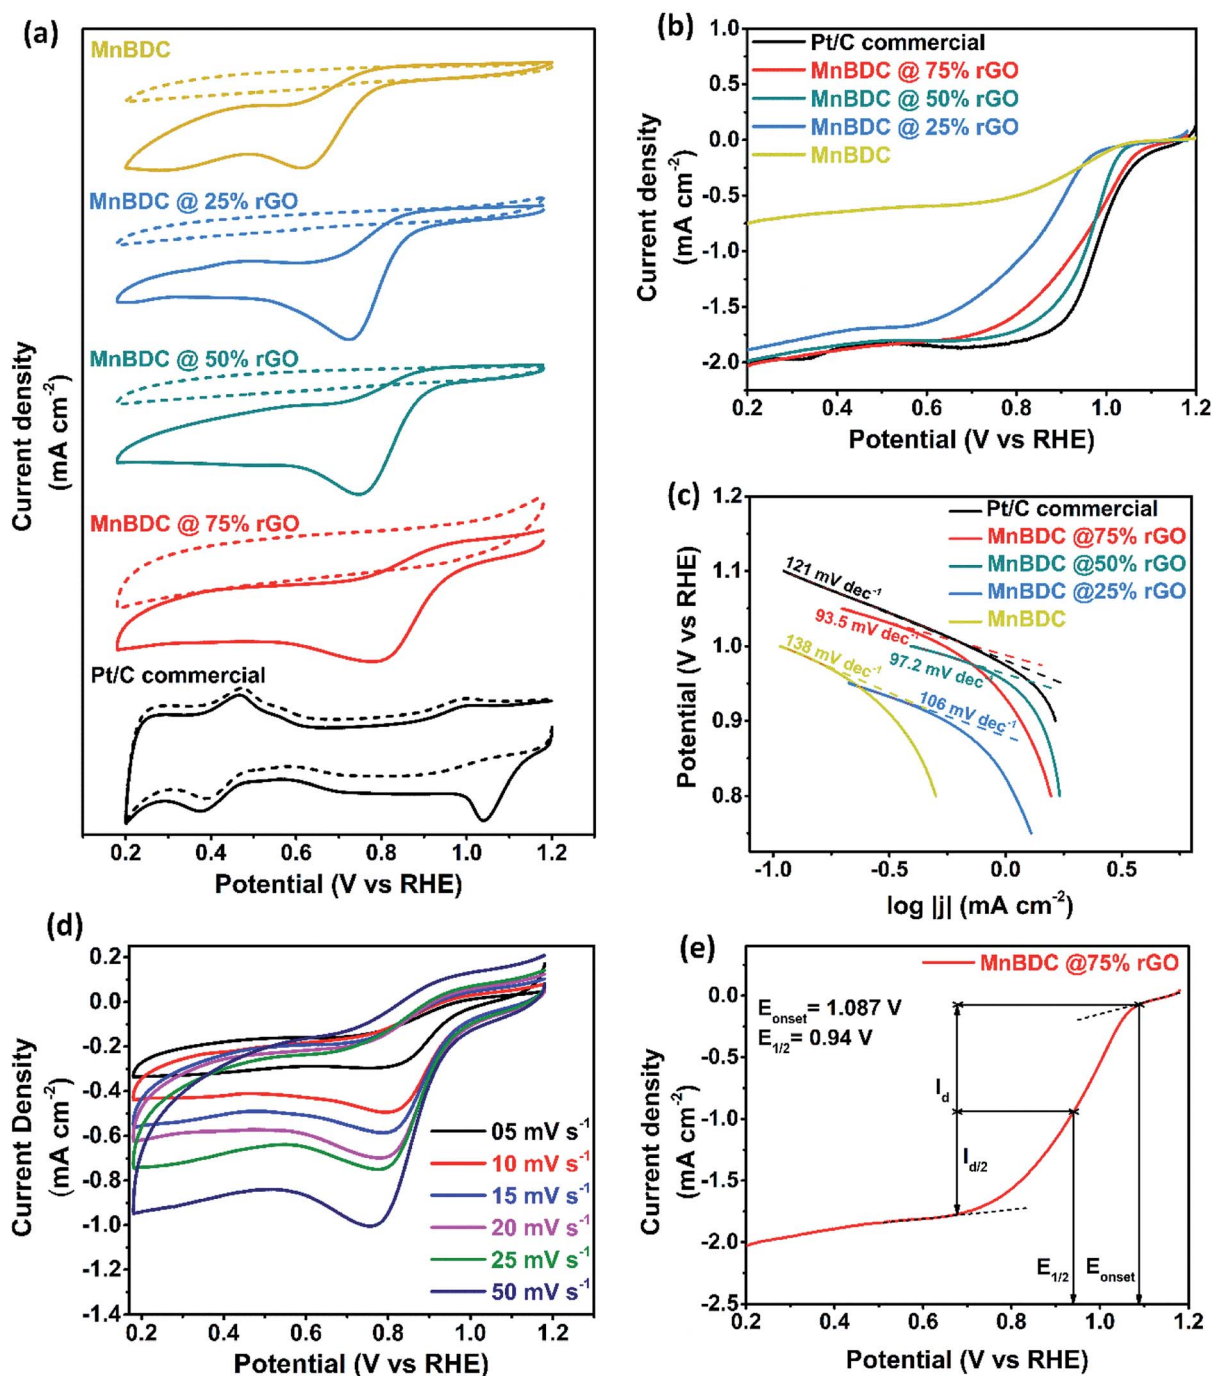 (a)
MnBDC
MnBDC @ 25% rGO
MnBDC @ 50% rGO
MnBDC @ 75% rGO
Pt/C commercial
Current density
(mA cm⁻²)
0.2 0.4 0.6 0.8 1.0 1.2
Potential (V vs RHE)
(b)
Pt/C commercial
MnBDC @ 75% rGO
MnBDC @ 50% rGO
MnBDC @ 25% rGO
MnBDC
1.0
0.5
0.0
-0.5
-1.0
-1.5
-2.0
Current density
(mA cm⁻²)
0.2 0.4 0.6 0.8 1.0 1.2
Potential (V vs RHE)
(c)
Pt/C commercial
MnBDC @75% rGO
MnBDC @50% rGO
MnBDC @25% rGO
MnBDC
121 mV dec⁻¹
93.5 mV dec⁻¹
138 mV dec⁻¹
97.2 mV dec⁻¹
106 mV dec⁻¹
1.2
1.1
1.0
0.9
0.8
Potential (V vs RHE)
-1.0 -0.5 0.0 0.5
log |j| (mA cm⁻²)
(d)
0.2
0.0
-0.2
-0.4
-0.6
-0.8
-1.0
-1.2
-1.4
Current Density
(mA cm⁻²)
05 mV s⁻¹
10 mV s⁻¹
15 mV s⁻¹
20 mV s⁻¹
25 mV s⁻¹
50 mV s⁻¹
0.2 0.4 0.6 0.8 1.0 1.2
Potential (V vs RHE)
(e)
MnBDC @75% rGO
E_onset = 1.087 V
E_1/2 = 0.94 V
I_d
I_d/2
E_1/2 E_onset
0.0
-0.5
-1.0
-1.5
-2.0
-2.5
Current density
(mA cm⁻²)
0.2 0.4 0.6 0.8 1.0 1.2
Potential (V vs RHE)